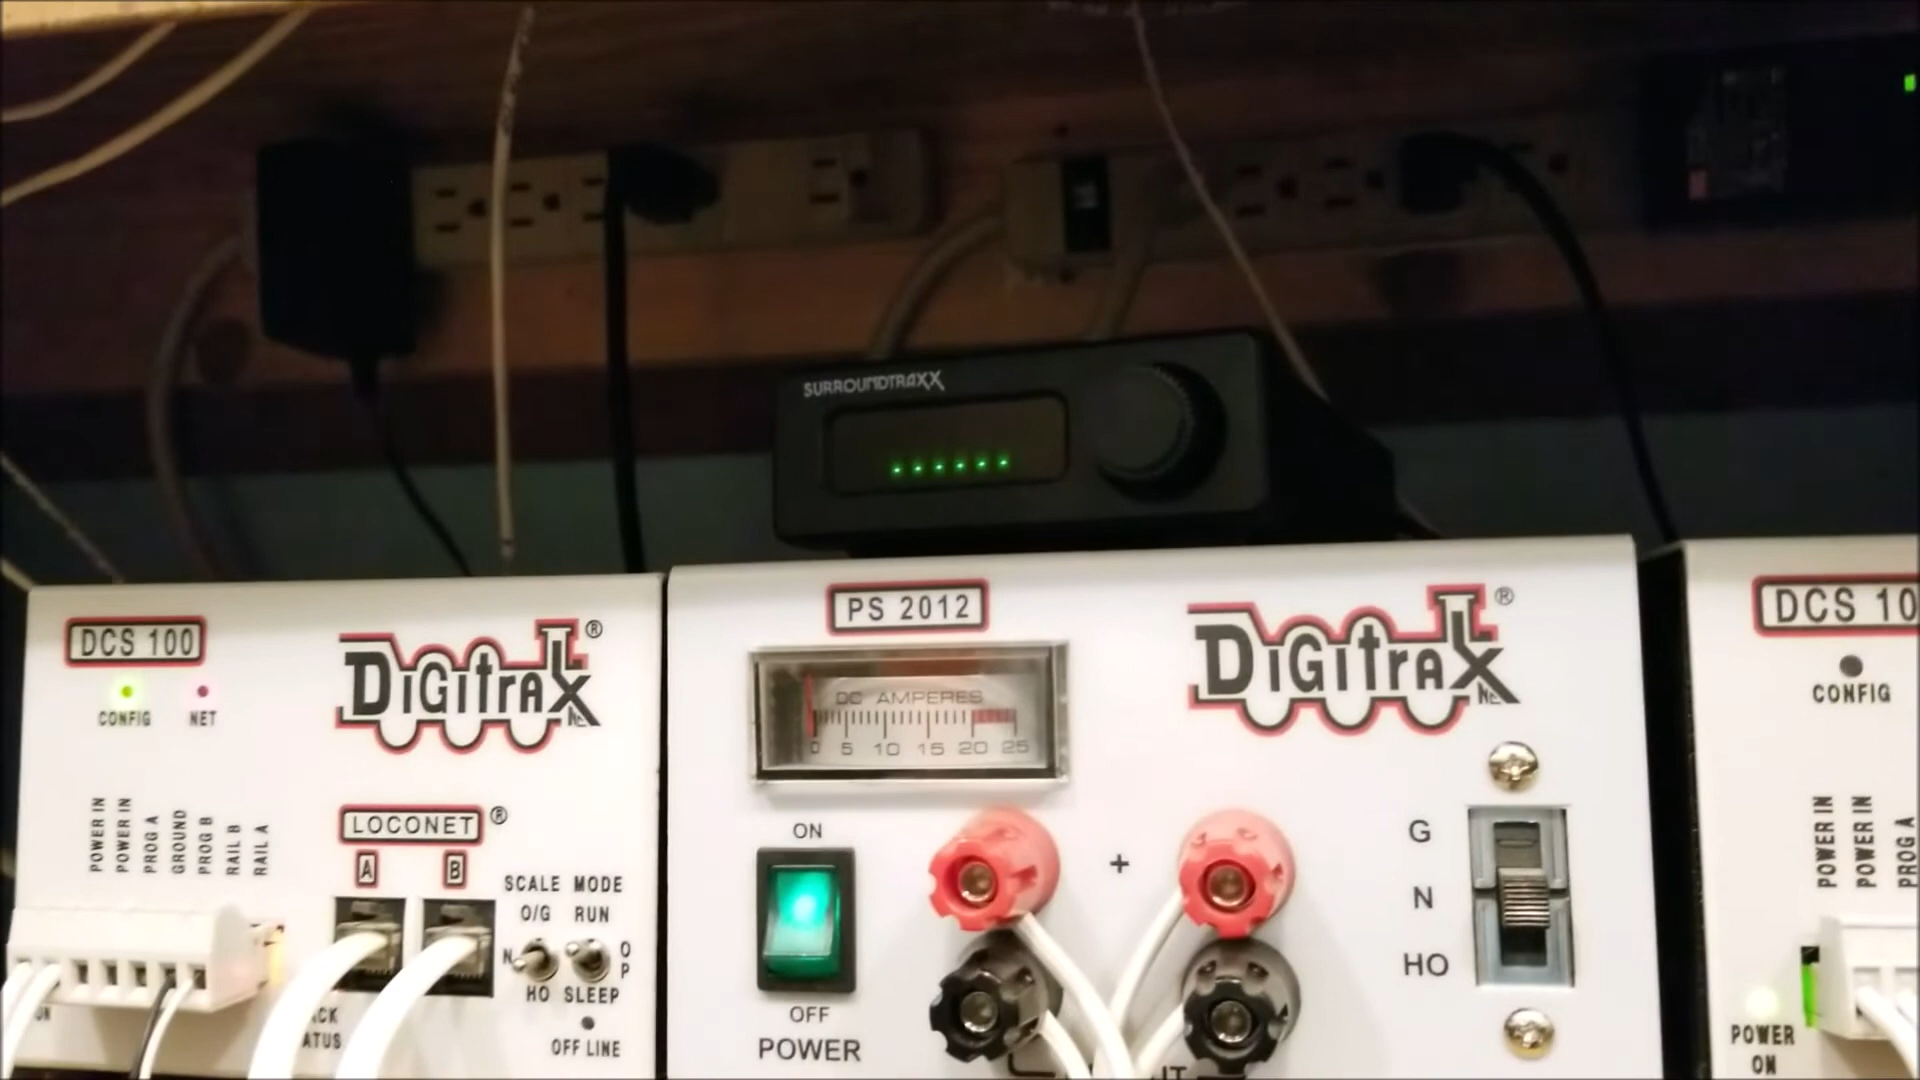 SURROUNDTRAXX
DCS 100
CONFIG NET
DIGITRAX INC. ®
POWER IN
POWER IN
PROG A
GROUND
PROG B
RAIL B
RAIL A
LOCONET ®
A B
SCALE MODE
O/G RUN
N
OP
HO SLEEP
OFF LINE
PS 2012
DIGITRAX INC. ®
DC AMPERES
0 5 10 15 20 25
ON
OFF
POWER
+
G
N
HO
DCS 10
CONFIG
POWER IN
POWER IN
PROG A
POWER
ON